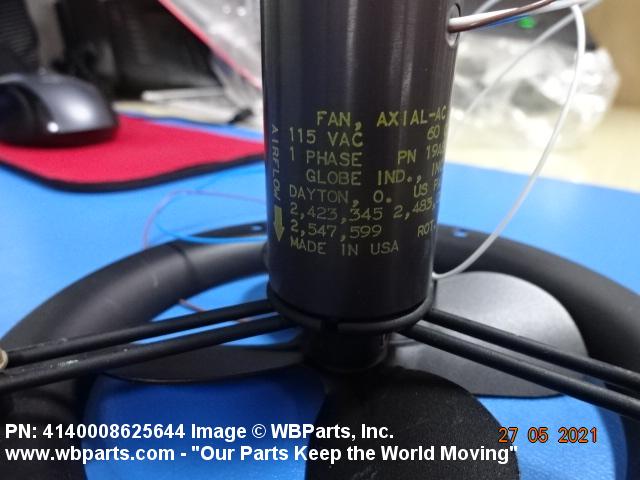 FAN, AXIAL-AC
115 VAC 60
1 PHASE PN
GLOBE IND.,
DAYTON, O. US
2,423,345
2,547,599
MADE IN USA
AIRFLOW
PN: 4140008625644 Image © WBParts, Inc.
27 05 2021
www.wbparts.com - "Our Parts Keep the World Moving"